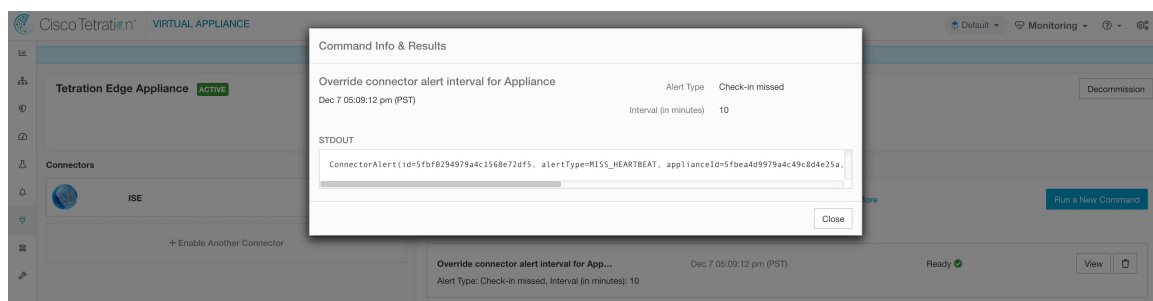 Cisco Tetration™ VIRTUAL APPLIANCE
Default
Monitoring
Command Info & Results
Override connector alert interval for Appliance
Dec 7 05:09:12 pm (PST)
Alert Type Check-in missed
Interval (in minutes) 10
STDOUT
ConnectorAlert(id=5fbf0294979a4c1568e72df5, alertType=MISS_HEARTBEAT, applianceId=5fbea4d9979a4c49c8d4e25a,
Close
Tetration Edge Appliance ACTIVE
Decommission
Connectors
ISE
+ Enable Another Connector
Run a New Command
Override connector alert interval for App... Dec 7 05:09:12 pm (PST) Ready View
Alert Type: Check-in missed, Interval (in minutes): 10